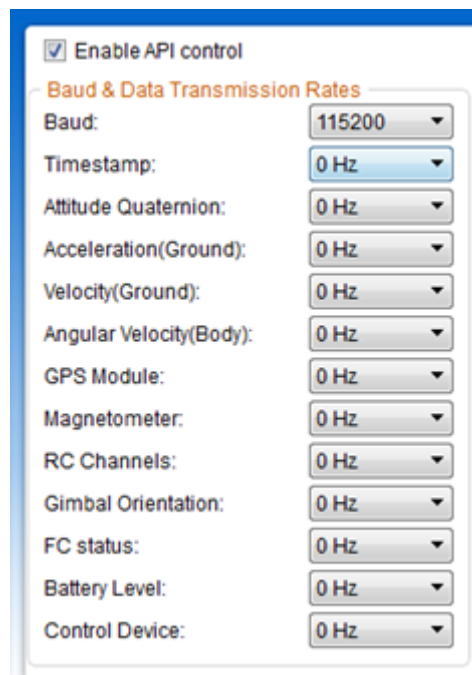 Enable API control
Baud & Data Transmission Rates
Baud: 115200
Timestamp: 0 Hz
Attitude Quaternion: 0 Hz
Acceleration(Ground): 0 Hz
Velocity(Ground): 0 Hz
Angular Velocity(Body): 0 Hz
GPS Module: 0 Hz
Magnetometer: 0 Hz
RC Channels: 0 Hz
Gimbal Orientation: 0 Hz
FC status: 0 Hz
Battery Level: 0 Hz
Control Device: 0 Hz